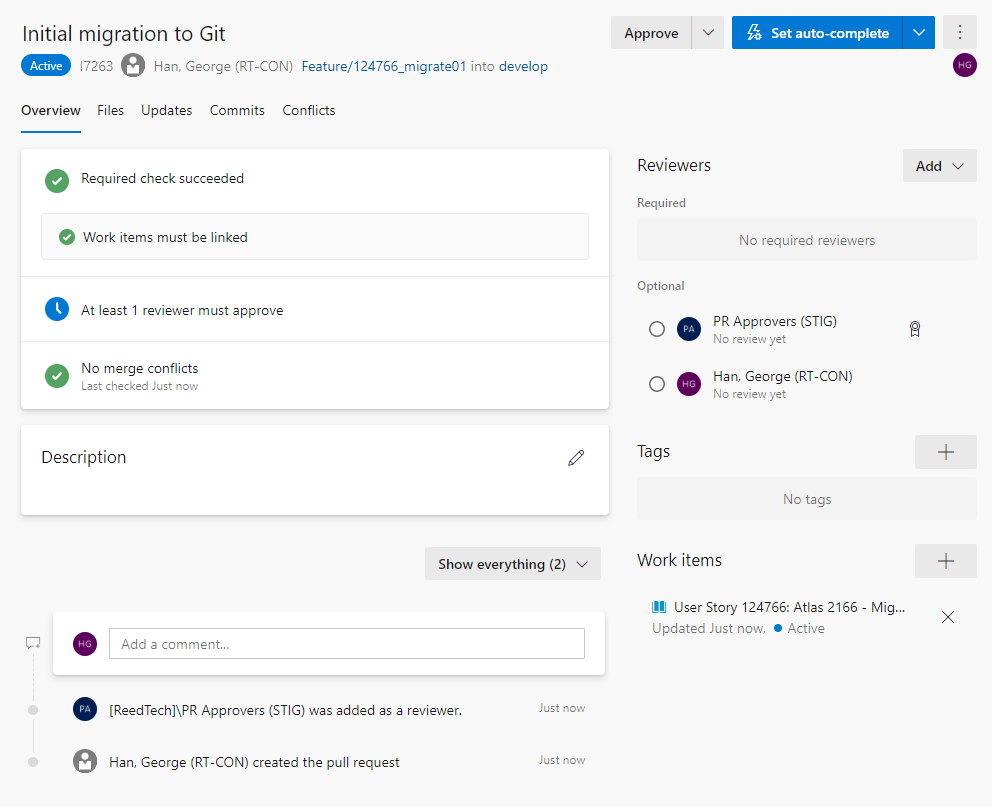 Initial migration to Git
Approve
Set auto-complete
Active !7263 Han, George (RT-CON) Feature/124766_migrate01 into develop
HG
Overview Files Updates Commits Conflicts
Required check succeeded
Work items must be linked
At least 1 reviewer must approve
No merge conflicts
Last checked Just now
Description
Show everything (2)
HG Add a comment...
PA [ReedTech]\PR Approvers (STIG) was added as a reviewer. Just now
Han, George (RT-CON) created the pull request Just now
Reviewers Add
Required
No required reviewers
Optional
PA PR Approvers (STIG)
No review yet
HG Han, George (RT-CON)
No review yet
Tags
No tags
Work items
User Story 124766: Atlas 2166 - Mig...
Updated Just now, Active